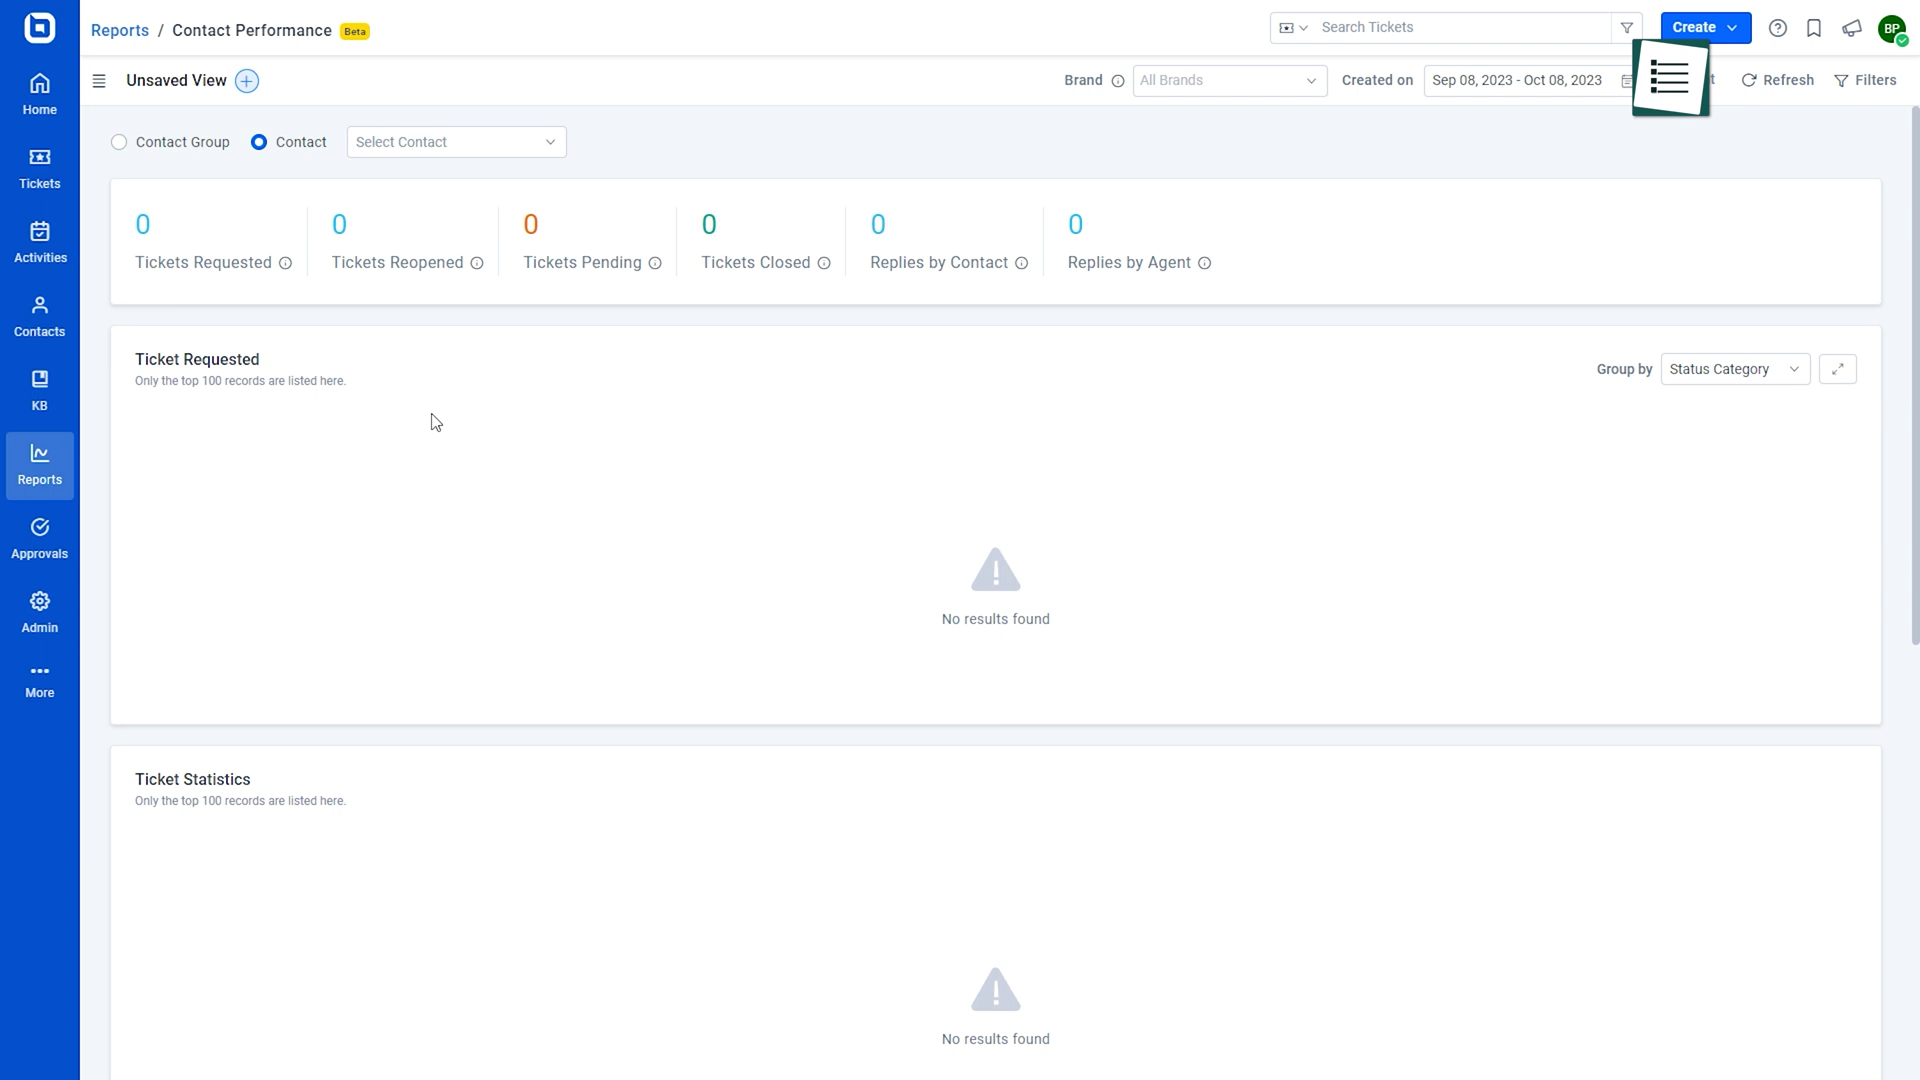 Reports / Contact Performance Beta
Search Tickets
Create
BP
Unsaved View
Brand All Brands Created on Sep 08, 2023 - Oct 08, 2023 Refresh Filters
Home
Tickets
Activities
Contacts
KB
Reports
Approvals
Admin
More
Contact Group Contact Select Contact
0 0 0 0 0 0
Tickets Requested Tickets Reopened Tickets Pending Tickets Closed Replies by Contact Replies by Agent
Ticket Requested
Only the top 100 records are listed here.
Group by Status Category
No results found
Ticket Statistics
Only the top 100 records are listed here.
No results found